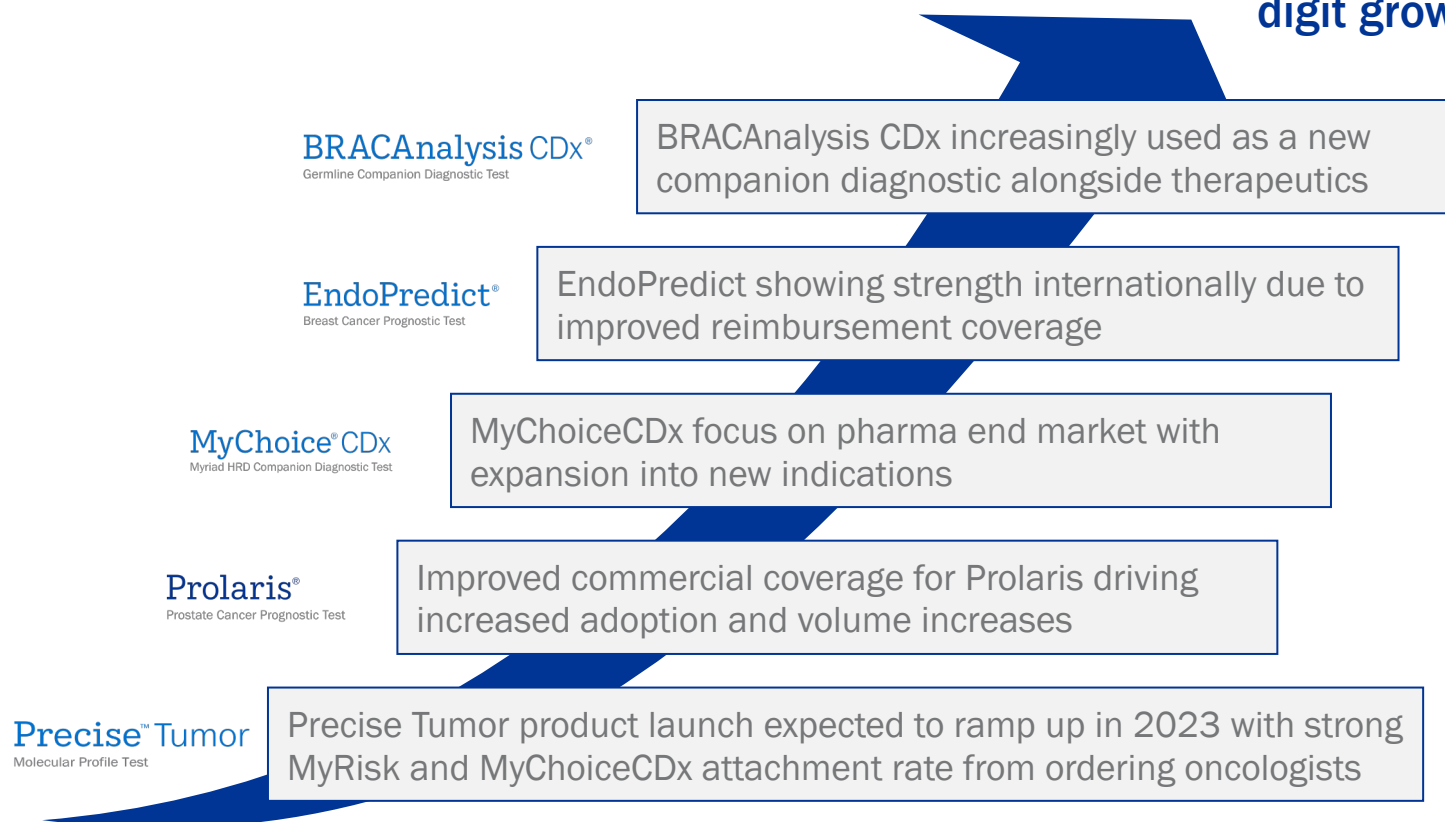 digit
BRACAnalysis CDx®
Germline Companion Diagnostic Test
BRACAnalysis CDx increasingly used as a new
companion diagnostic alongside therapeutics
EndoPredict®
Breast Cancer Prognostic Test
EndoPredict showing strength internationally due to
improved reimbursement coverage
MyChoice® CDx
Myriad HRD Companion Diagnostic Test
MyChoiceCDx focus on pharma end market with
expansion into new indications
Prolaris®
Prostate Cancer Prognostic Test
Improved commercial coverage for Prolaris driving
increased adoption and volume increases
Precise™ Tumor
Molecular Profile Test
Precise Tumor product launch expected to ramp up in 2023 with strong
MyRisk and MyChoiceCDx attachment rate from ordering oncologists